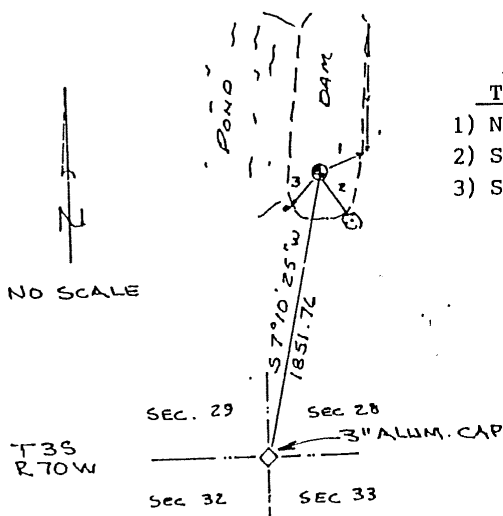 POND
DAM
T
1) N
2) S
3) S
1
2
3
N
NO SCALE
S 7°10'25"W
1851.76
SEC. 29
SEC. 28
3" ALUM. CAP
T3S
R70W
SEC 32
SEC 33